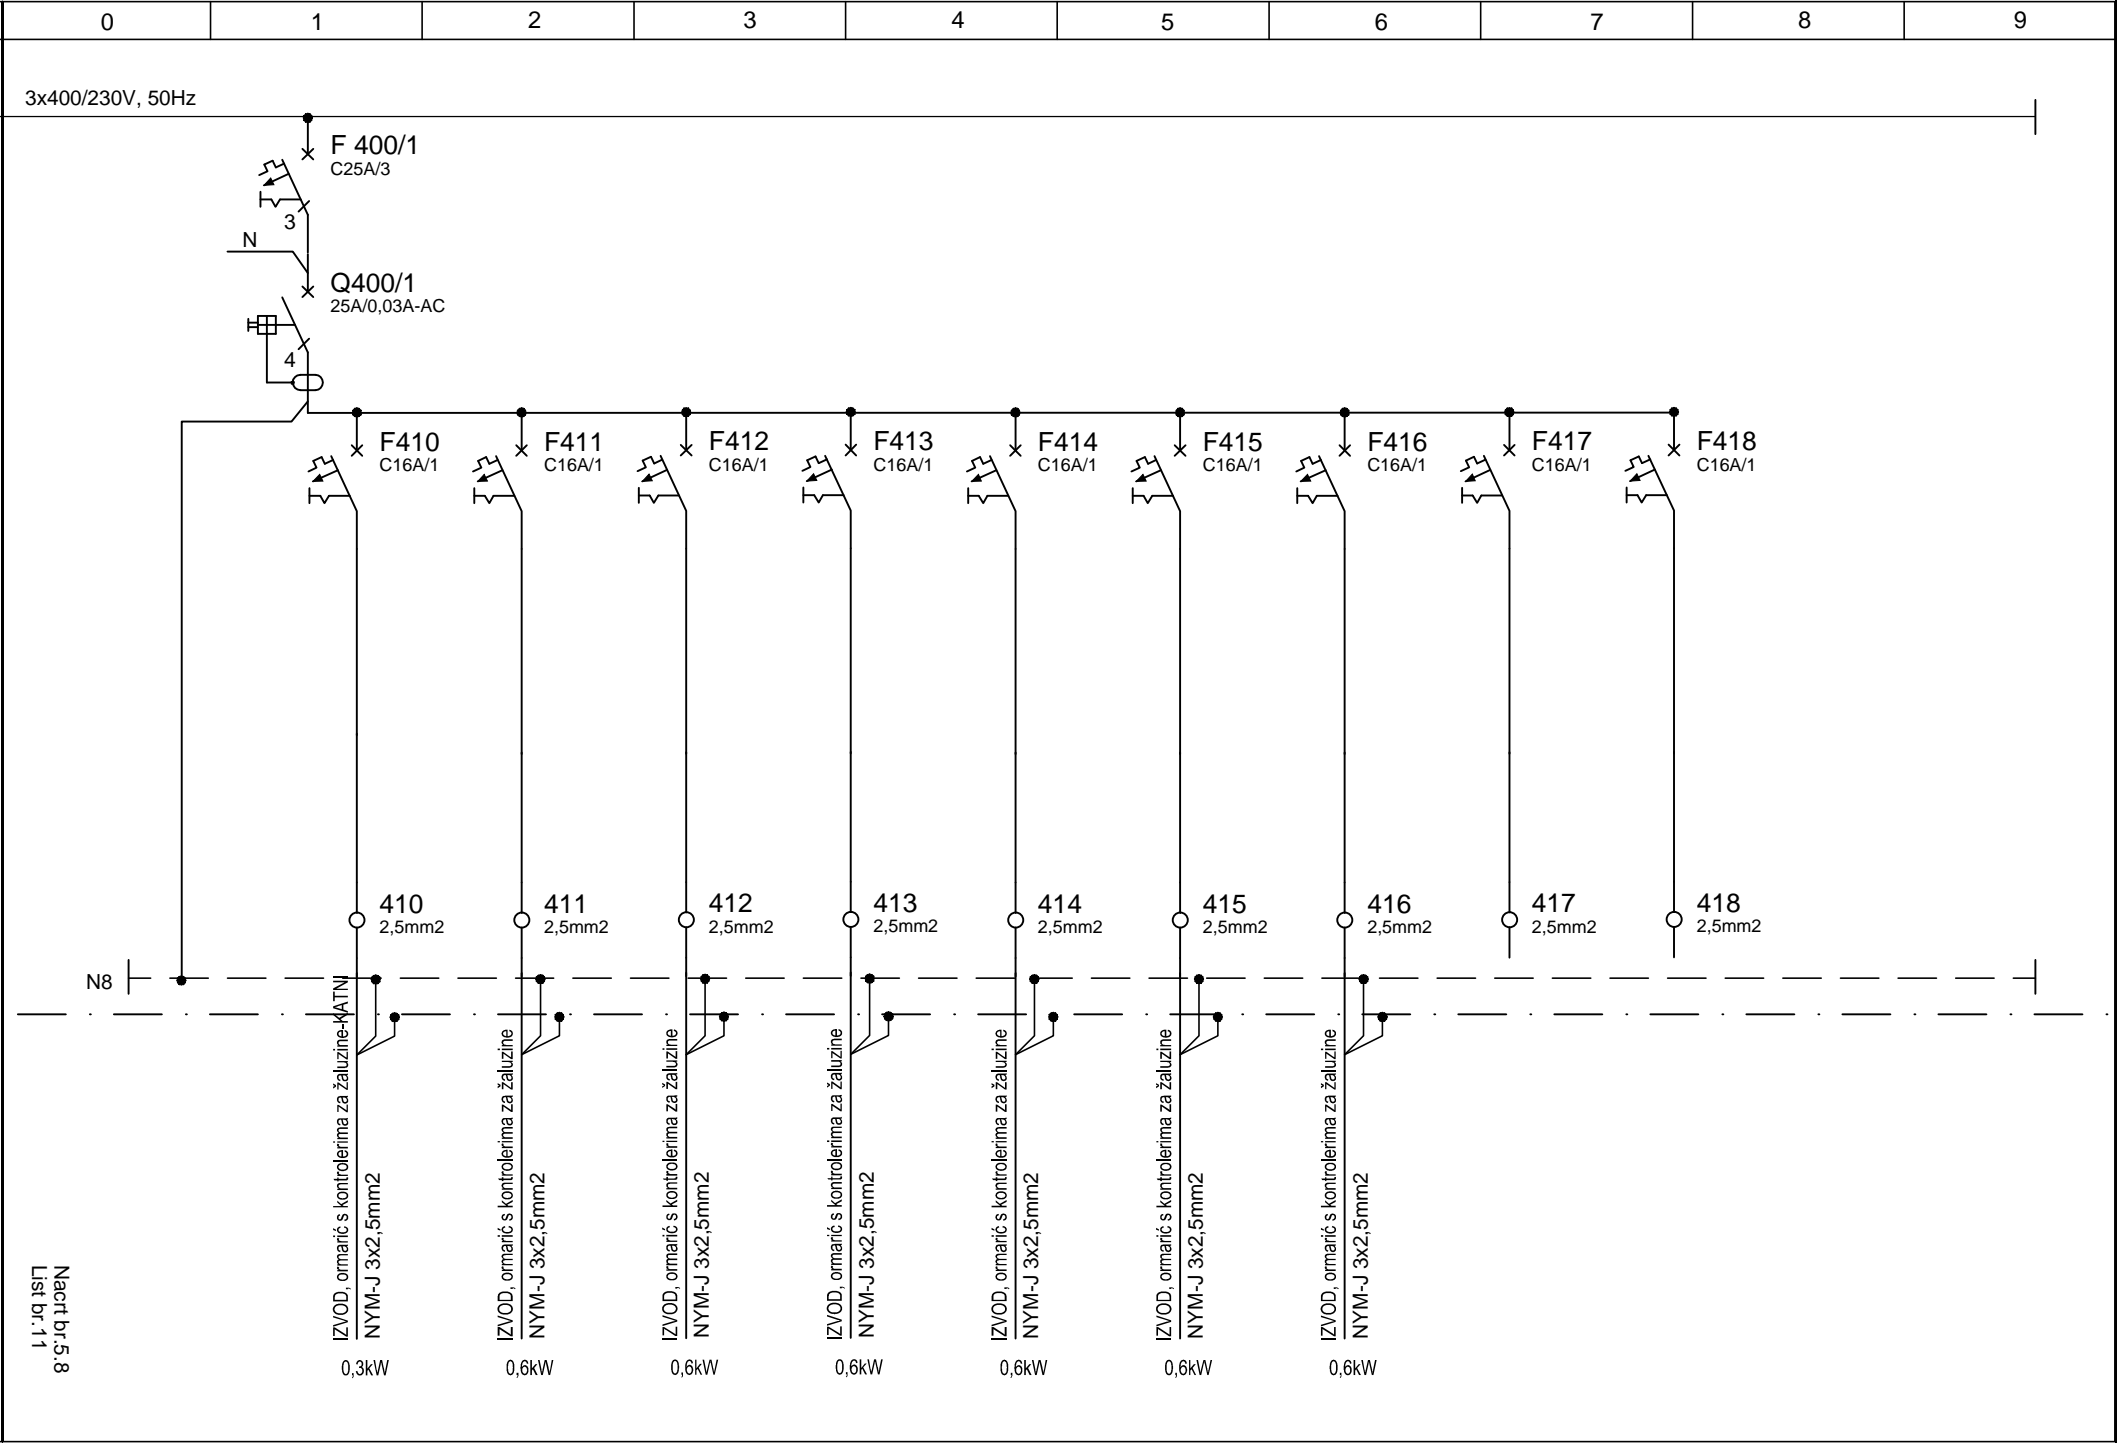 0 1 2 3 4 5 6 7 8 9
3x400/230V, 50Hz
F 400/1
C25A/3
3
N
Q400/1
25A/0,03A-AC
4
F410 F411 F412 F413 F414 F415 F416 F417 F418
C16A/1 C16A/1 C16A/1 C16A/1 C16A/1 C16A/1 C16A/1 C16A/1 C16A/1
410 411 412 413 414 415 416 417 418
2,5mm2 2,5mm2 2,5mm2 2,5mm2 2,5mm2 2,5mm2 2,5mm2 2,5mm2 2,5mm2
N8
IZVOD, ormarić s kontrolerima za žaluzine-KATNI
NYM-J 3x2,5mm2
IZVOD, ormarić s kontrolerima za žaluzine
NYM-J 3x2,5mm2
IZVOD, ormarić s kontrolerima za žaluzine
NYM-J 3x2,5mm2
IZVOD, ormarić s kontrolerima za žaluzine
NYM-J 3x2,5mm2
IZVOD, ormarić s kontrolerima za žaluzine
NYM-J 3x2,5mm2
IZVOD, ormarić s kontrolerima za žaluzine
NYM-J 3x2,5mm2
IZVOD, ormarić s kontrolerima za žaluzine
NYM-J 3x2,5mm2
0,3kW 0,6kW 0,6kW 0,6kW 0,6kW 0,6kW 0,6kW
Nacrt br.5.8
List br.11